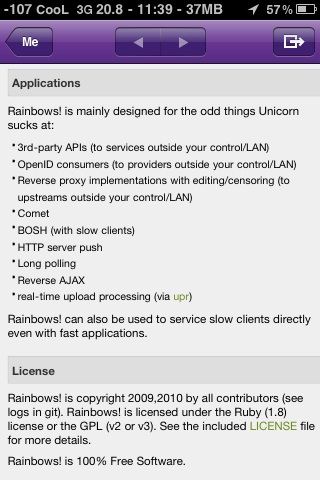 -107 CooL 3G 20.8 - 11:39 - 37MB 57%
Me
Applications
Rainbows! is mainly designed for the odd things Unicorn
sucks at:
• 3rd-party APIs (to services outside your control/LAN)
• OpenID consumers (to providers outside your control/LAN)
• Reverse proxy implementations with editing/censoring (to
upstreams outside your control/LAN)
• Comet
• BOSH (with slow clients)
• HTTP server push
• Long polling
• Reverse AJAX
• real-time upload processing (via upr)
Rainbows! can also be used to service slow clients directly
even with fast applications.
License
Rainbows! is copyright 2009,2010 by all contributors (see
logs in git). Rainbows! is licensed under the Ruby (1.8)
license or the GPL (v2 or v3). See the included LICENSE file
for more details.
Rainbows! is 100% Free Software.